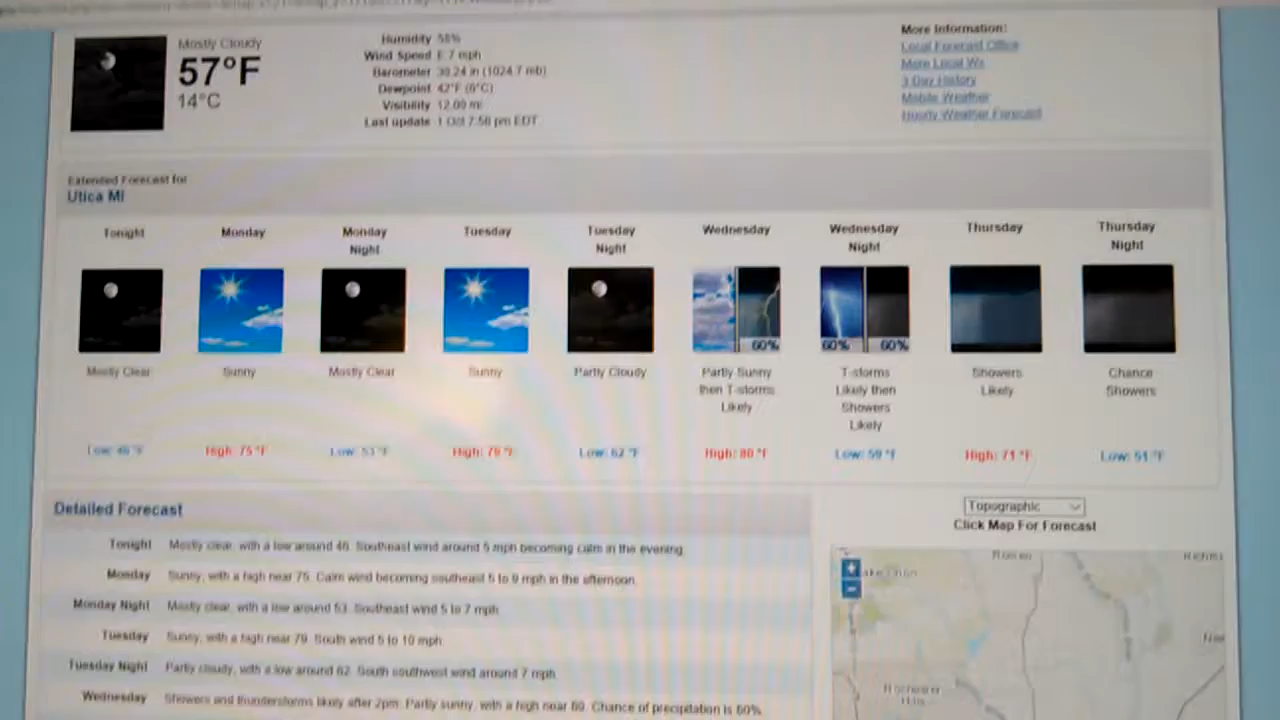 Mostly Cloudy
57°F
14°C
Humidity 58%
Wind Speed E 7 mph
Barometer 30.24 in (1024.7 mb)
Dewpoint 42°F (6°C)
Visibility 12.00 mi
Last update 1 Oct 7:56 pm EDT
More Information:
Local Forecast Office
More Local Wx
3 Day History
Mobile Weather
Hourly Weather Forecast
Extended Forecast for
Utica MI
Tonight
Monday
Monday Night
Tuesday
Tuesday Night
Wednesday
Wednesday Night
Thursday
Thursday Night
60%
60% 60%
Mostly Clear
Sunny
Mostly Clear
Sunny
Partly Cloudy
Partly Sunny
then T-storms
Likely
T-storms
Likely then
Showers
Likely
Showers
Likely
Chance
Showers
Low: 46 °F
High: 75 °F
Low: 53 °F
High: 79 °F
Low: 62 °F
High: 80 °F
Low: 59 °F
High: 71 °F
Low: 51 °F
Detailed Forecast
Tonight Mostly clear, with a low around 46. Southeast wind around 5 mph becoming calm in the evening.
Monday Sunny, with a high near 75. Calm wind becoming southeast 5 to 9 mph in the afternoon.
Monday Night Mostly clear, with a low around 53. Southeast wind 5 to 7 mph.
Tuesday Sunny, with a high near 79. South wind 5 to 10 mph.
Tuesday Night Partly cloudy, with a low around 62. South southwest wind around 7 mph.
Wednesday Showers and thunderstorms likely after 2pm. Partly sunny, with a high near 80. Chance of precipitation is 60%.
Topographic
Click Map For Forecast
+
−
Romeo
Lake Orion
Rochester
Hills